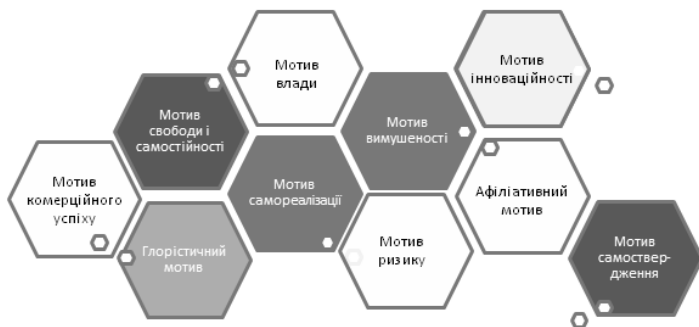 Мотив
влади
Мотив
інноваційності
Мотив
свободи і
самостійності
Мотив
вимушеності
Мотив
комерційного
успіху
Мотив
самореалізації
Афіліативний
мотив
Глорістичний
мотив
Мотив
ризику
Мотив
самоствер-
дження